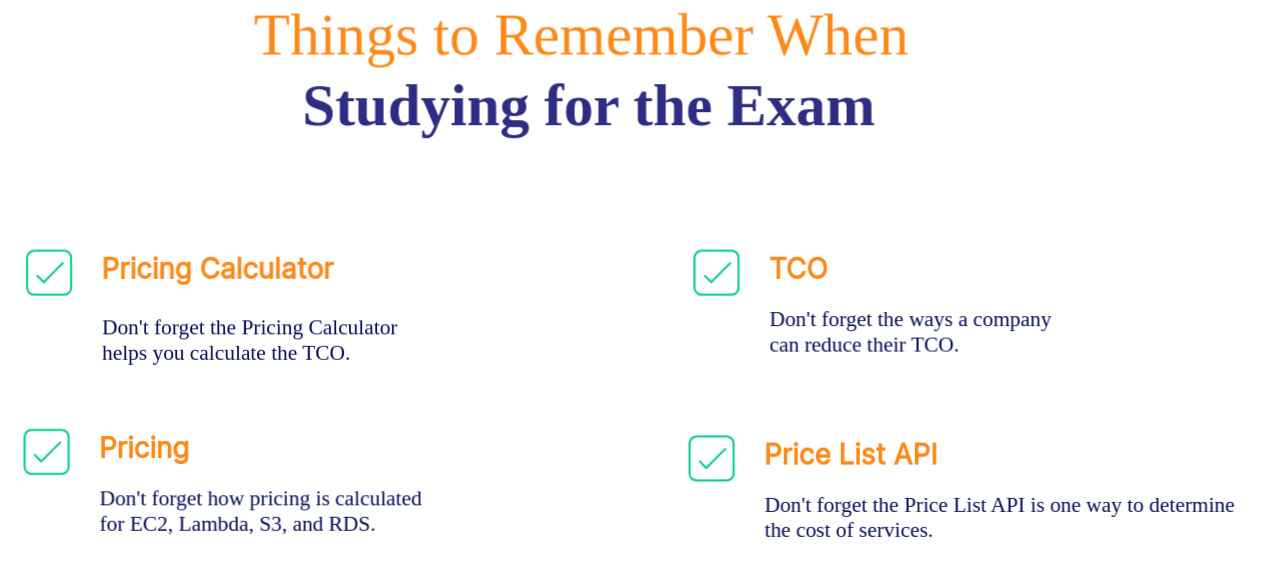 Things to Remember When
Studying for the Exam
Pricing Calculator
Don't forget the Pricing Calculator
helps you calculate the TCO.
TCO
Don't forget the ways a company
can reduce their TCO.
Pricing
Don't forget how pricing is calculated
for EC2, Lambda, S3, and RDS.
Price List API
Don't forget the Price List API is one way to determine
the cost of services.